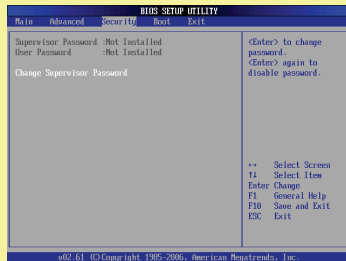 BIOS SETUP UTILITY
Main Advanced Security Boot Exit
Supervisor Password :Not Installed
User Password :Not Installed
Change Supervisor Password
<Enter> to change
password.
<Enter> again to
disable password.
↔ Select Screen
↑↓ Select Item
Enter Change
F1 General Help
F10 Save and Exit
ESC Exit
v02.61 (C)Copyright 1985-2006, American Megatrends, Inc.